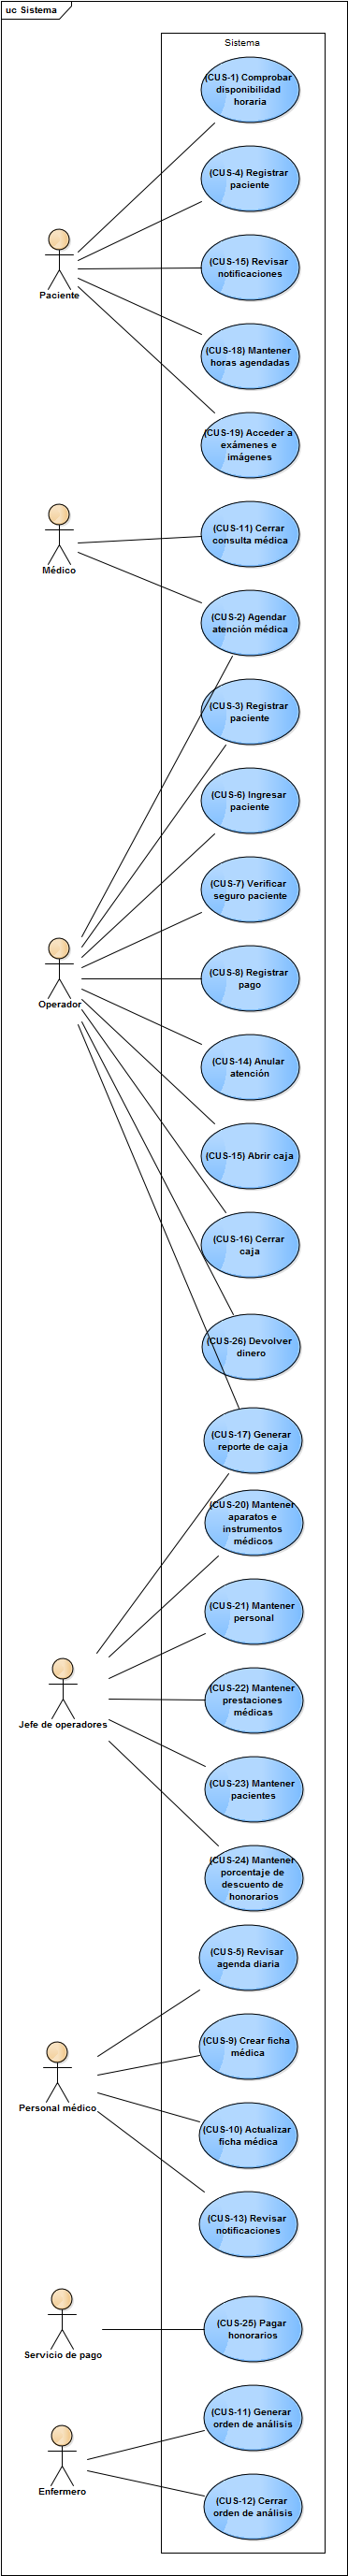 uc Sistema
Sistema
(CUS-1) Comprobar
disponibilidad
horaria
(CUS-4) Registrar
paciente
(CUS-15) Revisar
notificaciones
Paciente
(CUS-18) Mantener
horas agendadas
(CUS-19) Acceder a
exámenes e
imágenes
(CUS-11) Cerrar
consulta médica
Médico
(CUS-2) Agendar
atención médica
(CUS-3) Registrar
paciente
(CUS-6) Ingresar
paciente
(CUS-7) Verificar
seguro paciente
(CUS-8) Registrar
pago
Operador
(CUS-14) Anular
atención
(CUS-15) Abrir caja
(CUS-16) Cerrar
caja
(CUS-26) Devolver
dinero
(CUS-17) Generar
reporte de caja
(CUS-20) Mantener
aparatos e
instrumentos
médicos
(CUS-21) Mantener
personal
(CUS-22) Mantener
prestaciones
médicas
Jefe de operadores
(CUS-23) Mantener
pacientes
(CUS-24) Mantener
porcentaje de
descuento de
honorarios
(CUS-5) Revisar
agenda diaria
(CUS-9) Crear ficha
médica
Personal médico
(CUS-10) Actualizar
ficha médica
(CUS-13) Revisar
notificaciones
(CUS-25) Pagar
honorarios
Servicio de pago
(CUS-11) Generar
orden de análisis
Enfermero
(CUS-12) Cerrar
orden de análisis